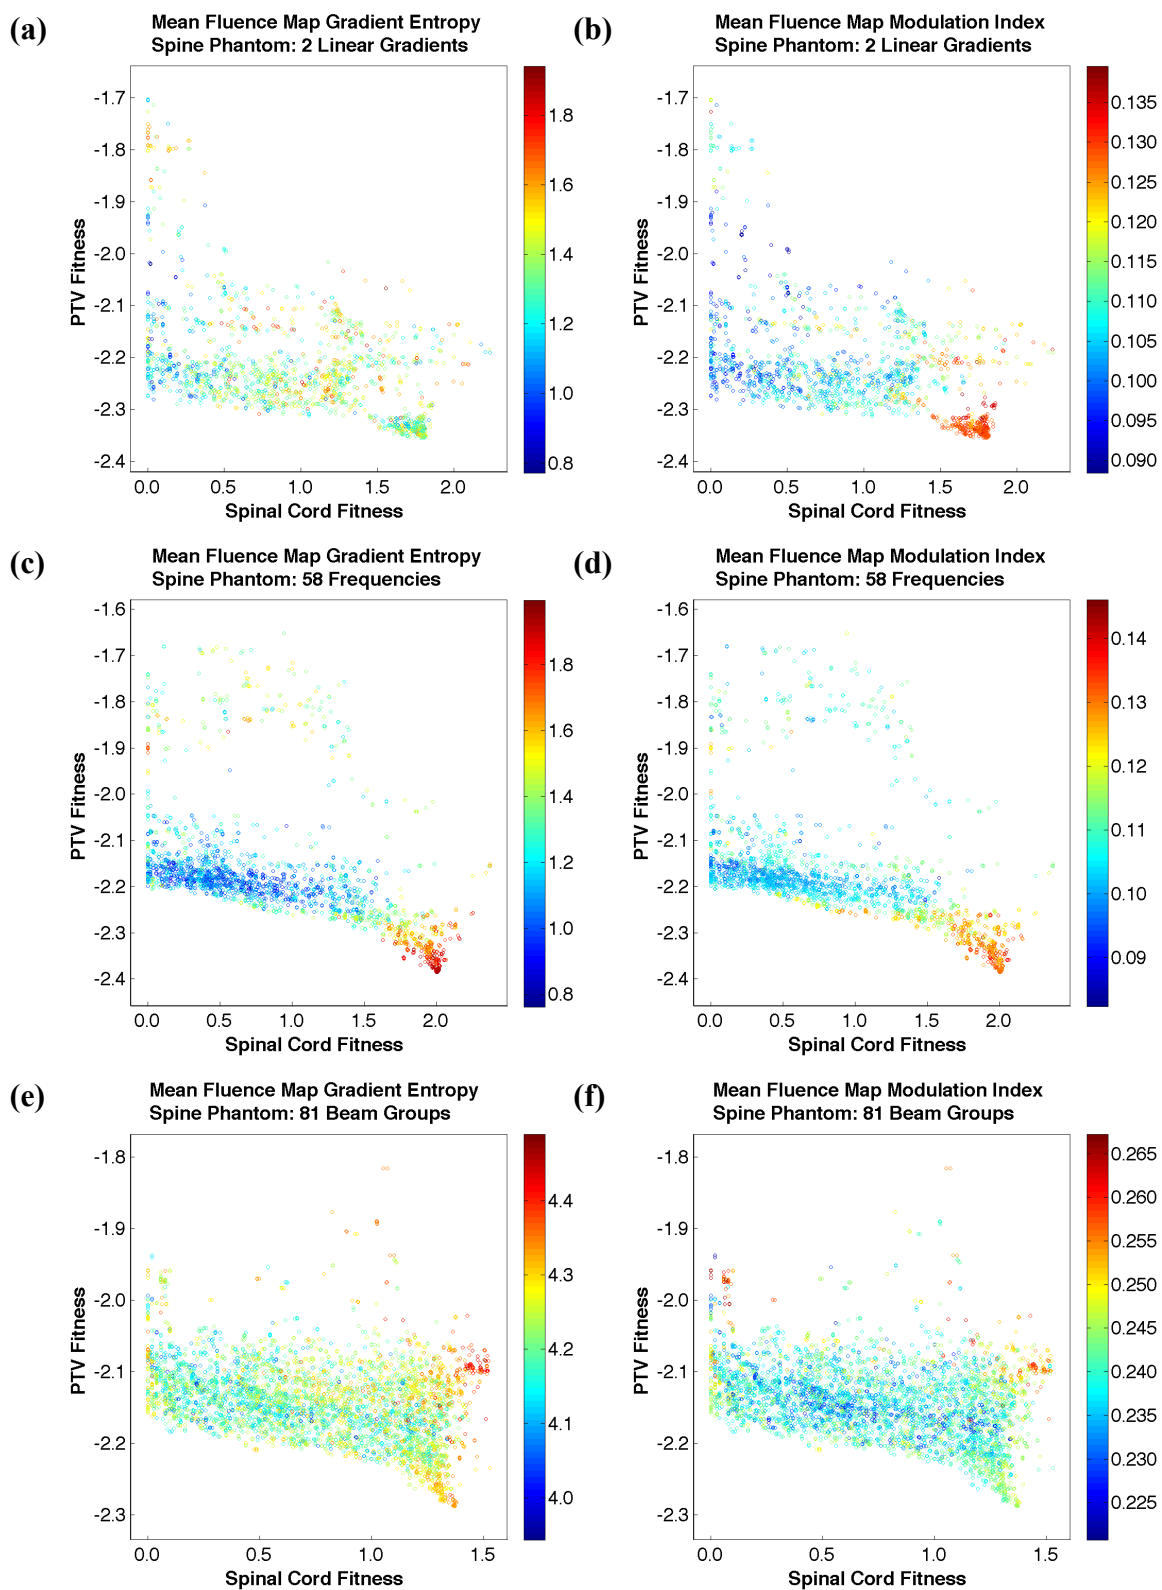 (a)
Mean Fluence Map Gradient Entropy
Spine Phantom: 2 Linear Gradients
-1.7
-1.8
-1.9
-2.0
-2.1
-2.2
-2.3
-2.4
PTV Fitness
0.0 0.5 1.0 1.5 2.0
Spinal Cord Fitness
1.8
1.6
1.4
1.2
1.0
0.8
(b)
Mean Fluence Map Modulation Index
Spine Phantom: 2 Linear Gradients
-1.7
-1.8
-1.9
-2.0
-2.1
-2.2
-2.3
-2.4
PTV Fitness
0.0 0.5 1.0 1.5 2.0
Spinal Cord Fitness
0.135
0.130
0.125
0.120
0.115
0.110
0.105
0.100
0.095
0.090
(c)
Mean Fluence Map Gradient Entropy
Spine Phantom: 58 Frequencies
-1.6
-1.7
-1.8
-1.9
-2.0
-2.1
-2.2
-2.3
-2.4
PTV Fitness
0.0 0.5 1.0 1.5 2.0
Spinal Cord Fitness
1.8
1.6
1.4
1.2
1.0
0.8
(d)
Mean Fluence Map Modulation Index
Spine Phantom: 58 Frequencies
-1.6
-1.7
-1.8
-1.9
-2.0
-2.1
-2.2
-2.3
-2.4
PTV Fitness
0.0 0.5 1.0 1.5 2.0
Spinal Cord Fitness
0.14
0.13
0.12
0.11
0.10
0.09
(e)
Mean Fluence Map Gradient Entropy
Spine Phantom: 81 Beam Groups
-1.8
-1.9
-2.0
-2.1
-2.2
-2.3
PTV Fitness
0.0 0.5 1.0 1.5
Spinal Cord Fitness
4.4
4.3
4.2
4.1
4.0
(f)
Mean Fluence Map Modulation Index
Spine Phantom: 81 Beam Groups
-1.8
-1.9
-2.0
-2.1
-2.2
-2.3
PTV Fitness
0.0 0.5 1.0 1.5
Spinal Cord Fitness
0.265
0.260
0.255
0.250
0.245
0.240
0.235
0.230
0.225